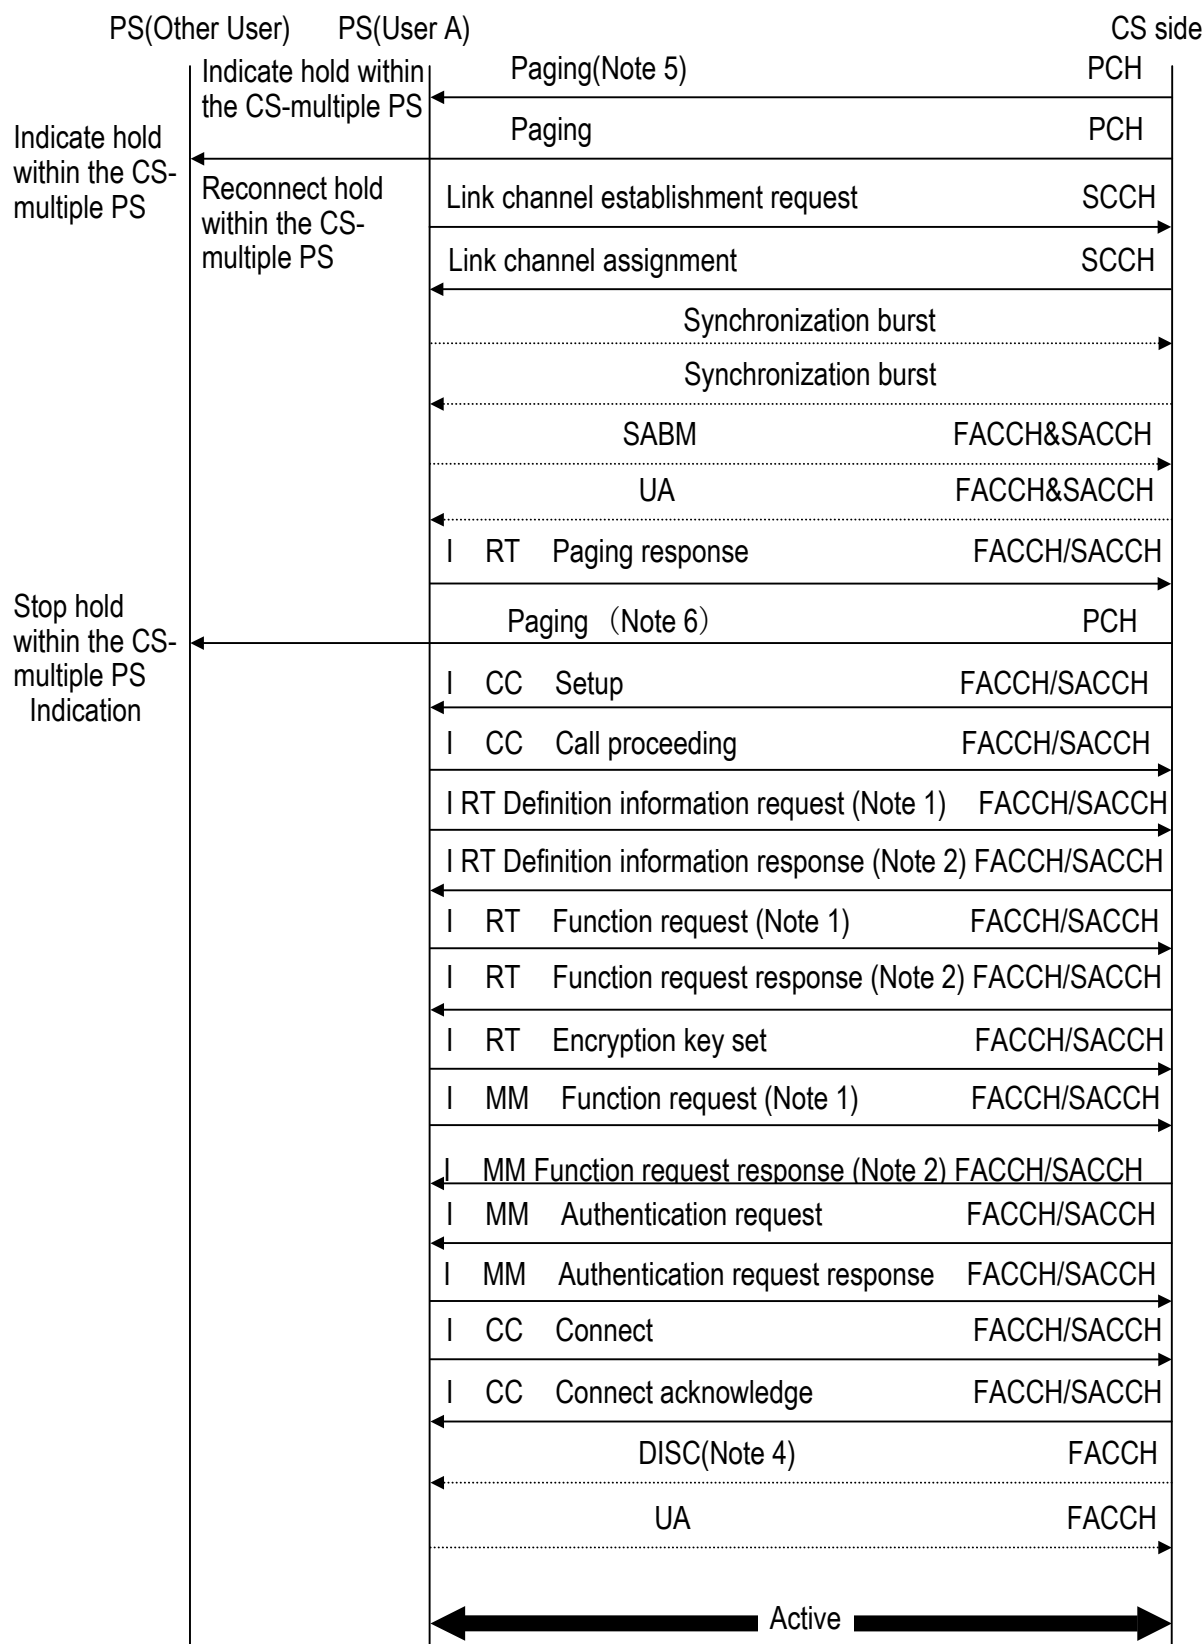 PS(Other User) PS(User A) CS side
Indicate hold within
the CS-multiple PS
Paging(Note 5) PCH
Indicate hold
within the CS-
multiple PS
Paging PCH
Reconnect hold
within the CS-
multiple PS
Link channel establishment request SCCH
Link channel assignment SCCH
Synchronization burst
Synchronization burst
SABM FACCH&SACCH
UA FACCH&SACCH
I RT Paging response FACCH/SACCH
Stop hold
within the CS-
multiple PS
Indication
Paging (Note 6) PCH
I CC Setup FACCH/SACCH
I CC Call proceeding FACCH/SACCH
I RT Definition information request (Note 1) FACCH/SACCH
I RT Definition information response (Note 2) FACCH/SACCH
I RT Function request (Note 1) FACCH/SACCH
I RT Function request response (Note 2) FACCH/SACCH
I RT Encryption key set FACCH/SACCH
I MM Function request (Note 1) FACCH/SACCH
I MM Function request response (Note 2) FACCH/SACCH
I MM Authentication request FACCH/SACCH
I MM Authentication request response FACCH/SACCH
I CC Connect FACCH/SACCH
I CC Connect acknowledge FACCH/SACCH
DISC(Note 4) FACCH
UA FACCH
Active